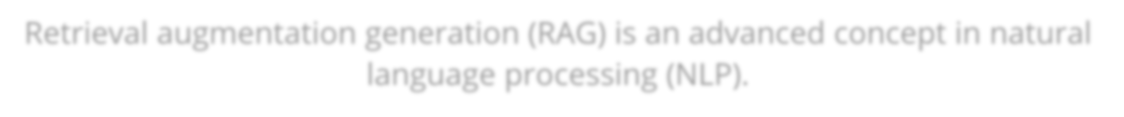 Retrieval augmentation generation (RAG) is an advanced concept in natural
language processing (NLP).